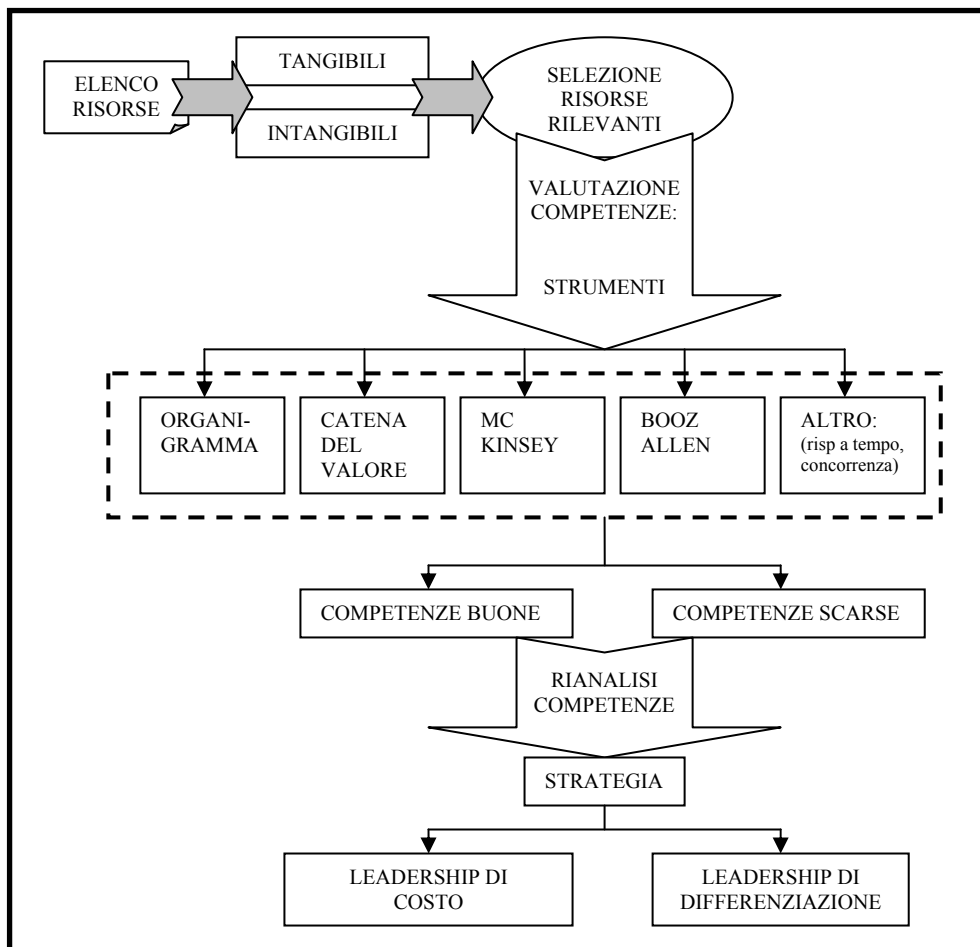 ELENCO
RISORSE
TANGIBILI
INTANGIBILI
SELEZIONE
RISORSE
RILEVANTI
VALUTAZIONE
COMPETENZE:
STRUMENTI
ORGANI-
GRAMMA
CATENA
DEL
VALORE
MC
KINSEY
BOOZ
ALLEN
ALTRO:
(risp a tempo,
concorrenza)
COMPETENZE BUONE
COMPETENZE SCARSE
RIANALISI
COMPETENZE
STRATEGIA
LEADERSHIP DI
COSTO
LEADERSHIP DI
DIFFERENZIAZIONE